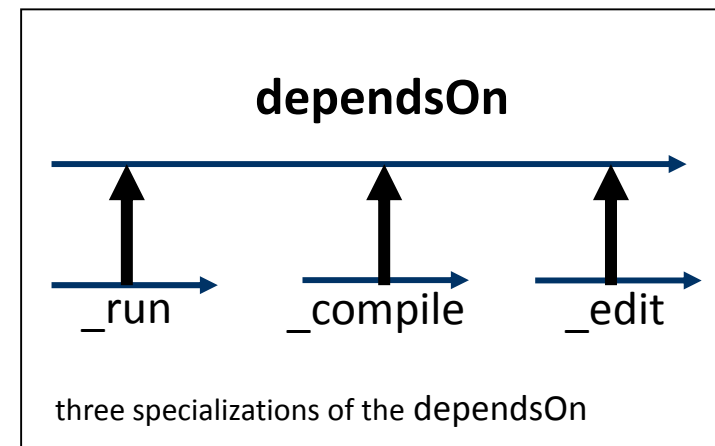 dependsOn
_run _compile _edit
three specializations of the dependsOn